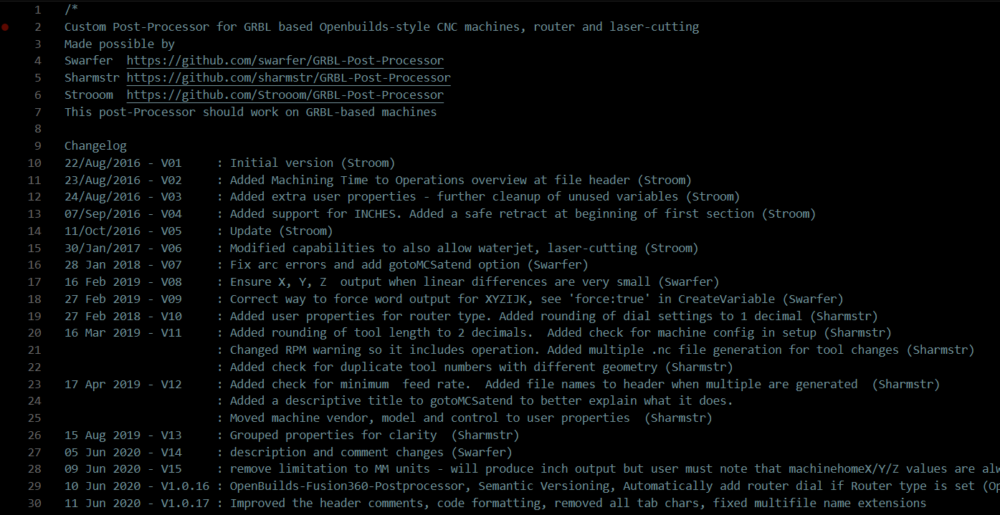 1 /*
2 Custom Post-Processor for GRBL based Openbuilds-style CNC machines, router and laser-cutting
3 Made possible by
4 Swarfer  https://github.com/swarfer/GRBL-Post-Processor
5 Sharmstr https://github.com/sharmstr/GRBL-Post-Processor
6 Strooom  https://github.com/Strooom/GRBL-Post-Processor
7 This post-Processor should work on GRBL-based machines
8
9 Changelog
10 22/Aug/2016 - V01     : Initial version (Stroom)
11 23/Aug/2016 - V02     : Added Machining Time to Operations overview at file header (Stroom)
12 24/Aug/2016 - V03     : Added extra user properties - further cleanup of unused variables (Stroom)
13 07/Sep/2016 - V04     : Added support for INCHES. Added a safe retract at beginning of first section (Stroom)
14 11/Oct/2016 - V05     : Update (Stroom)
15 30/Jan/2017 - V06     : Modified capabilities to also allow waterjet, laser-cutting (Stroom)
16 28 Jan 2018 - V07     : Fix arc errors and add gotoMCSatend option (Swarfer)
17 16 Feb 2019 - V08     : Ensure X, Y, Z  output when linear differences are very small (Swarfer)
18 27 Feb 2019 - V09     : Correct way to force word output for XYZIJK, see 'force:true' in CreateVariable (Swarfer)
19 27 Feb 2018 - V10     : Added user properties for router type. Added rounding of dial settings to 1 decimal (Sharmstr)
20 16 Mar 2019 - V11     : Added rounding of tool length to 2 decimals.  Added check for machine config in setup (Sharmstr)
21                       : Changed RPM warning so it includes operation. Added multiple .nc file generation for tool changes (Sharmstr)
22                       : Added check for duplicate tool numbers with different geometry (Sharmstr)
23 17 Apr 2019 - V12     : Added check for minimum  feed rate.  Added file names to header when multiple are generated  (Sharmstr)
24                       : Added a descriptive title to gotoMCSatend to better explain what it does.
25                       : Moved machine vendor, model and control to user properties  (Sharmstr)
26 15 Aug 2019 - V13     : Grouped properties for clarity  (Sharmstr)
27 05 Jun 2020 - V14     : description and comment changes (Swarfer)
28 09 Jun 2020 - V15     : remove limitation to MM units - will produce inch output but user must note that machinehomeX/Y/Z values are
29 10 Jun 2020 - V1.0.16 : OpenBuilds-Fusion360-Postprocessor, Semantic Versioning, Automatically add router dial if Router type is set
30 11 Jun 2020 - V1.0.17 : Improved the header comments, code formatting, removed all tab chars, fixed multifile name extensions